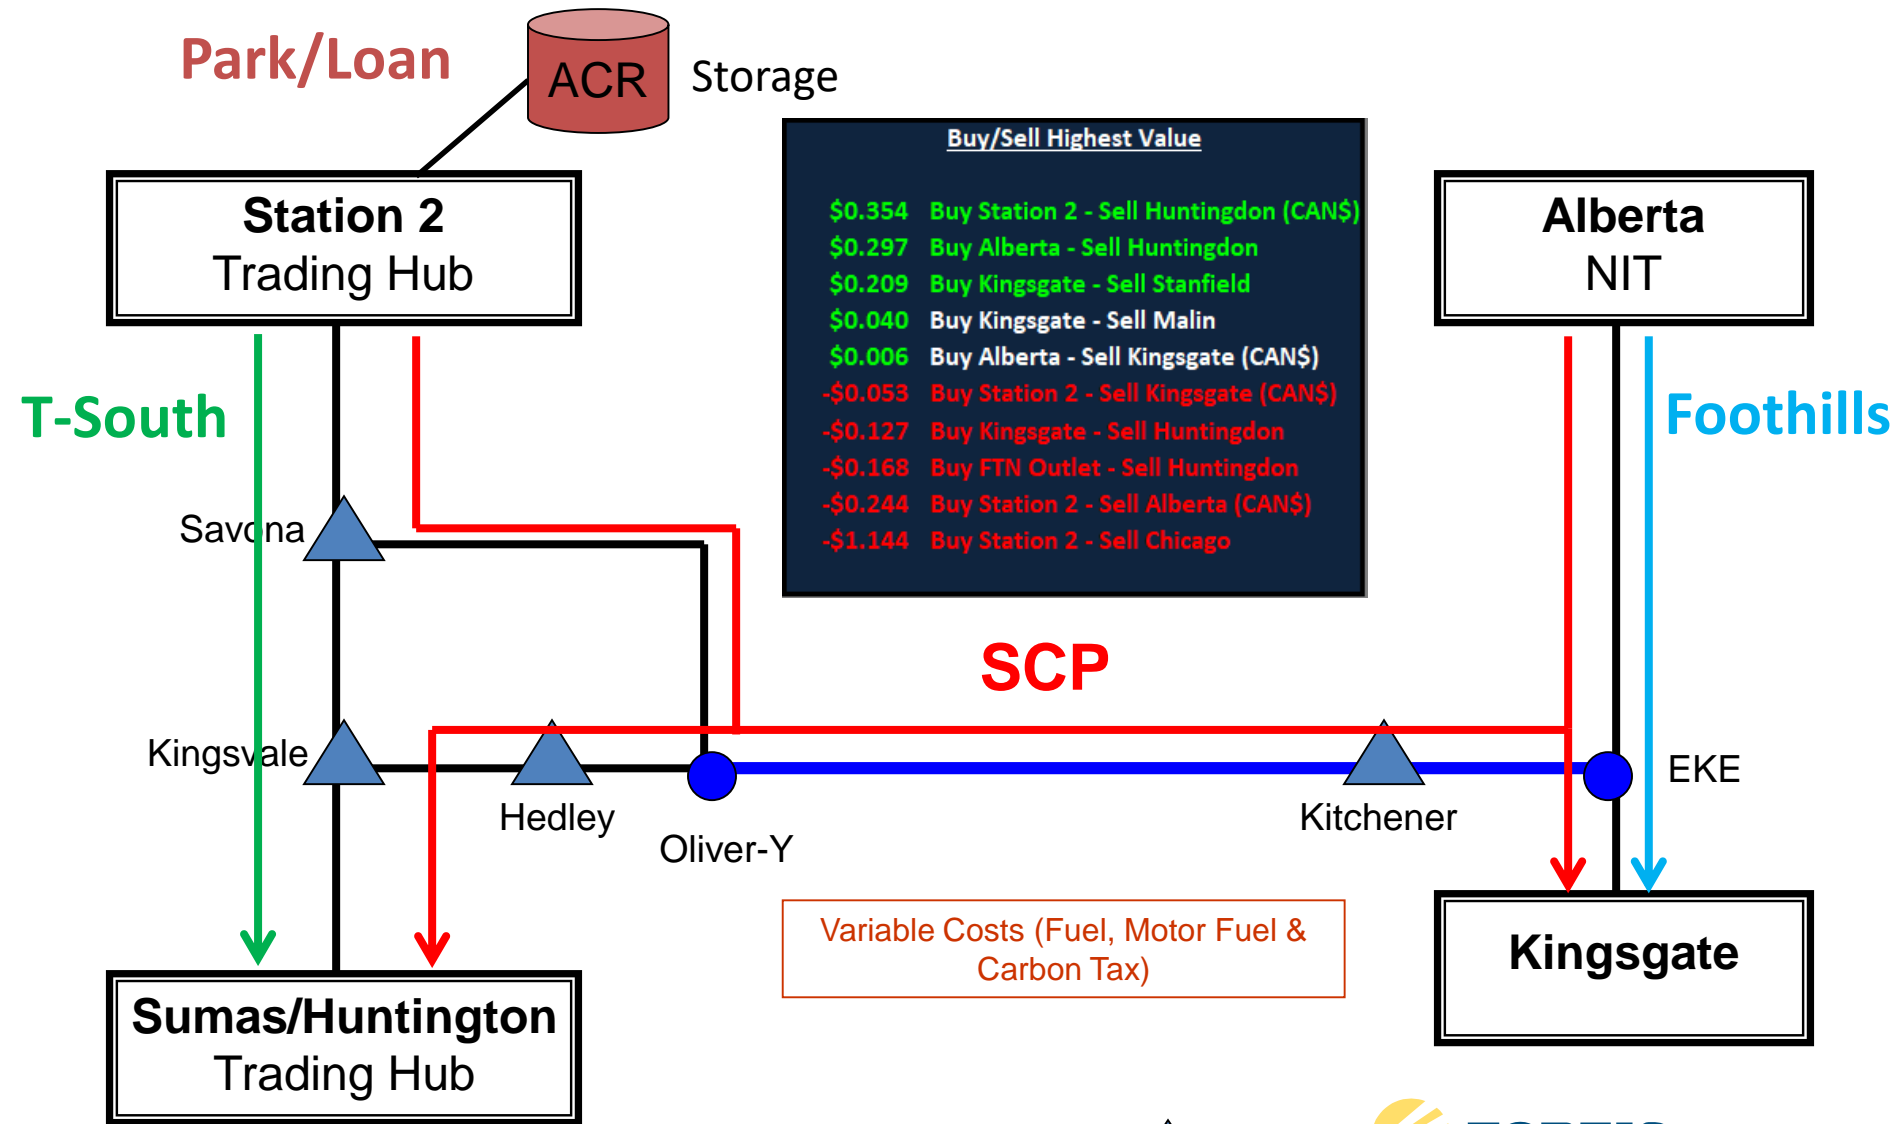 Park/Loan
ACR
Storage
Buy/Sell Highest Value
$0.354 Buy Station 2 - Sell Huntingdon (CAN$)
$0.297 Buy Alberta - Sell Huntingdon
$0.209 Buy Kingsgate - Sell Stanfield
$0.040 Buy Kingsgate - Sell Malin
$0.006 Buy Alberta - Sell Kingsgate (CAN$)
-$0.053 Buy Station 2 - Sell Kingsgate (CAN$)
-$0.127 Buy Kingsgate - Sell Huntingdon
-$0.168 Buy FTN Outlet - Sell Huntingdon
-$0.244 Buy Station 2 - Sell Alberta (CAN$)
-$1.144 Buy Station 2 - Sell Chicago
Station 2
Trading Hub
Alberta
NIT
T-South
Foothills
Savona
SCP
Kingsvale
Hedley
Oliver-Y
Kitchener
EKE
Variable Costs (Fuel, Motor Fuel &
Carbon Tax)
Kingsgate
Sumas/Huntington
Trading Hub